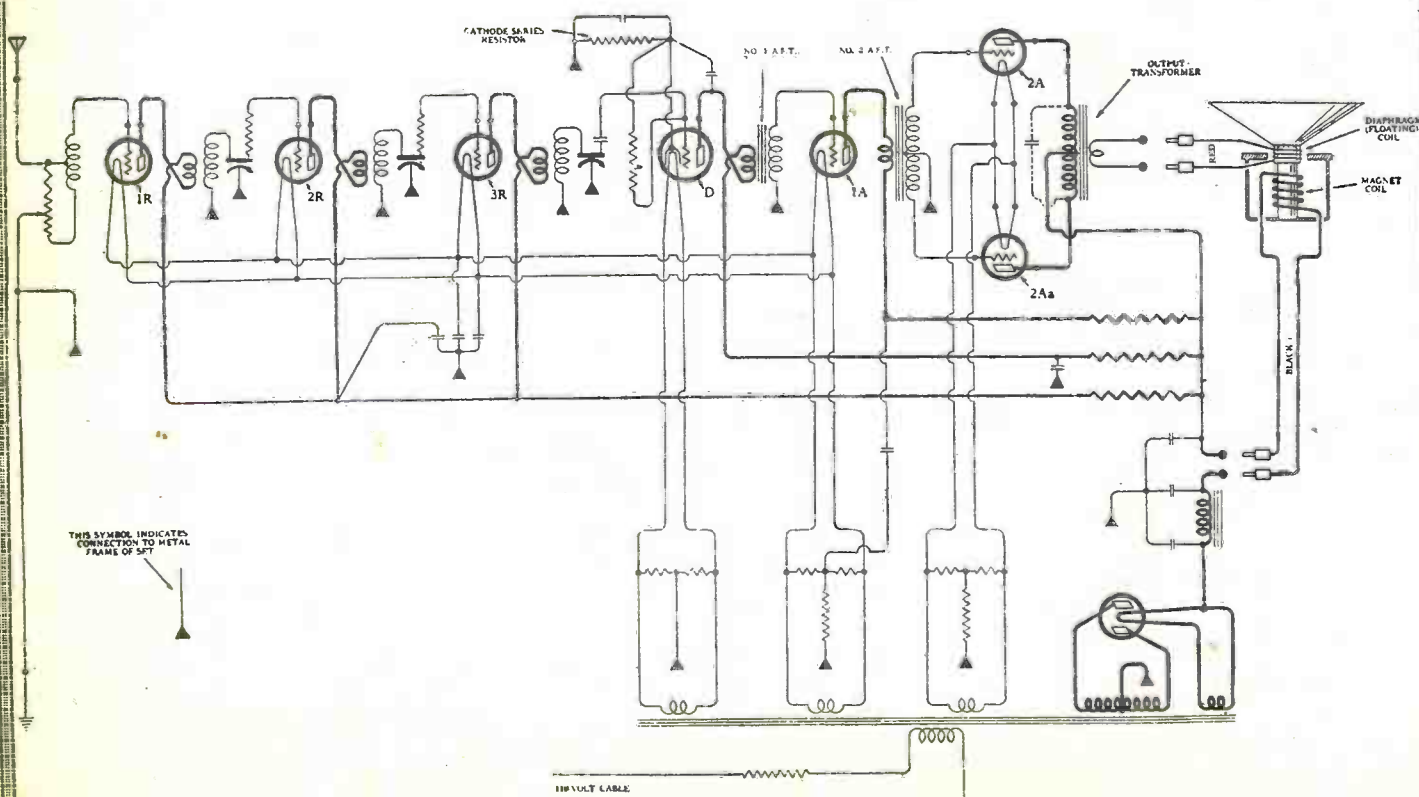 CATHODE SERIES
RESISTOR
NO. 1 A.F.T.
NO. 2 A.F.T.
2A
OUTPUT
TRANSFORMER
DIAPHRAGM
(FLOATING)
COIL
RED
MAGNET
COIL
1R
2R
3R
D
1A
2Aa
BLACK
THIS SYMBOL INDICATES
CONNECTION TO METAL
FRAME OF SET
110 VOLT CABLE